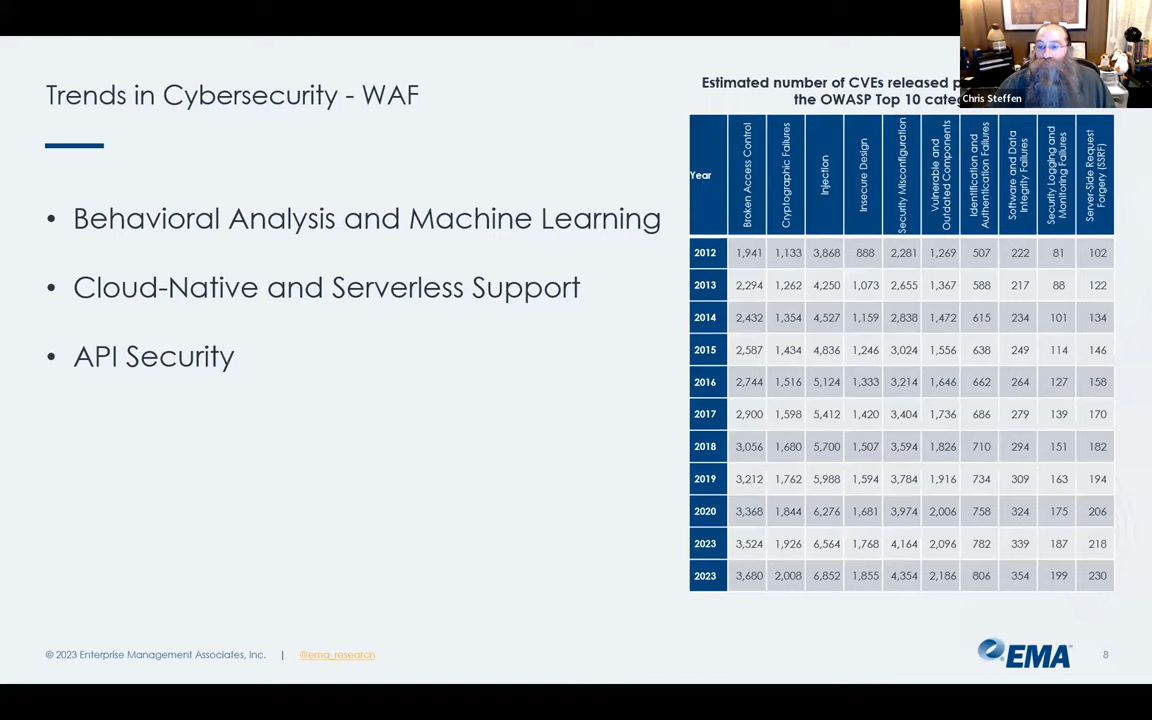 Trends in Cybersecurity - WAF
• Behavioral Analysis and Machine Learning
• Cloud-Native and Serverless Support
• API Security
Estimated number of CVEs released
the OWASP Top 10
Chris Steffen
Year
Broken Access Control
Cryptographic Failures
Injection
Insecure Design
Security Misconfiguration
Vulnerable and
Outdated Components
Identification and
Authentication Failures
Software and Data
Integrity Failures
Security Logging and
Monitoring Failures
Server-Side Request
Forgery (SSRF)
2012 1,941 1,133 3,868 888 2,281 1,269 507 222 81 102
2013 2,294 1,262 4,250 1,073 2,655 1,367 588 217 88 122
2014 2,432 1,354 4,527 1,159 2,838 1,472 615 234 101 134
2015 2,587 1,434 4,836 1,246 3,024 1,556 638 249 114 146
2016 2,744 1,516 5,124 1,333 3,214 1,646 662 264 127 158
2017 2,900 1,598 5,412 1,420 3,404 1,736 686 279 139 170
2018 3,056 1,680 5,700 1,507 3,594 1,826 710 294 151 182
2019 3,212 1,762 5,988 1,594 3,784 1,916 734 309 163 194
2020 3,368 1,844 6,276 1,681 3,974 2,006 758 324 175 206
2023 3,524 1,926 6,564 1,768 4,164 2,096 782 339 187 218
2023 3,680 2,008 6,852 1,855 4,354 2,186 806 354 199 230
© 2023 Enterprise Management Associates, Inc. | @ema_research
EMA
8